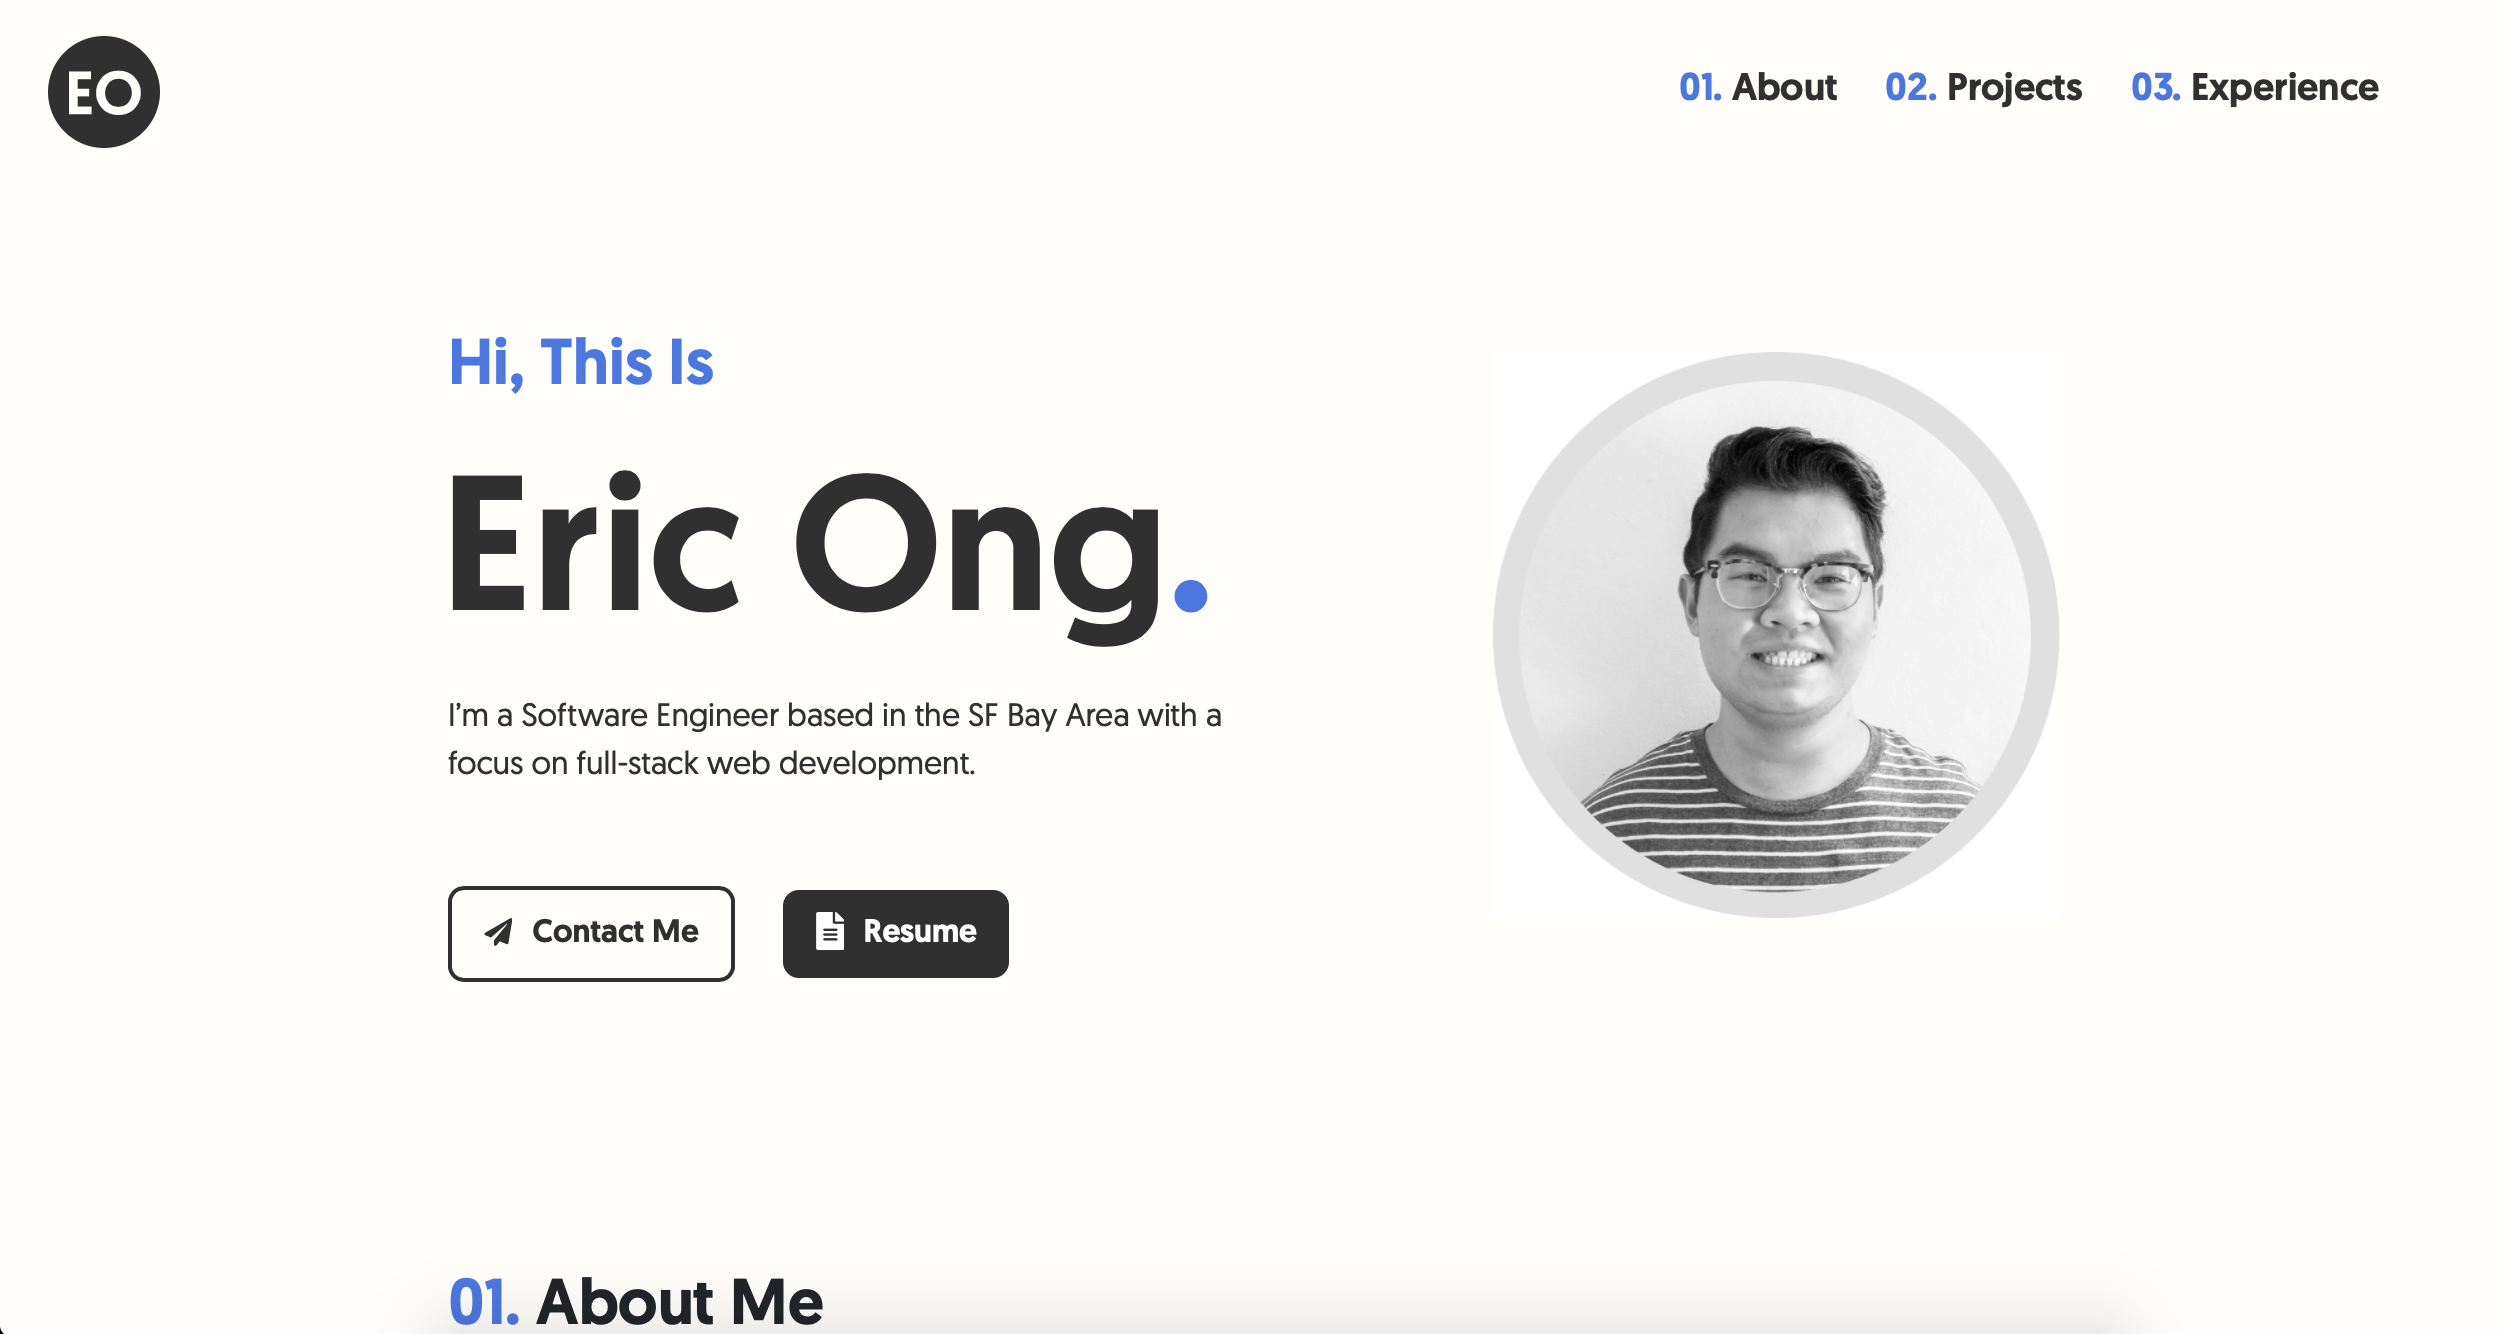 EO
01. About 02. Projects 03. Experience
Hi, This Is
Eric Ong.
I’m a Software Engineer based in the SF Bay Area with a
focus on full-stack web development.
Contact Me
Resume
01. About Me